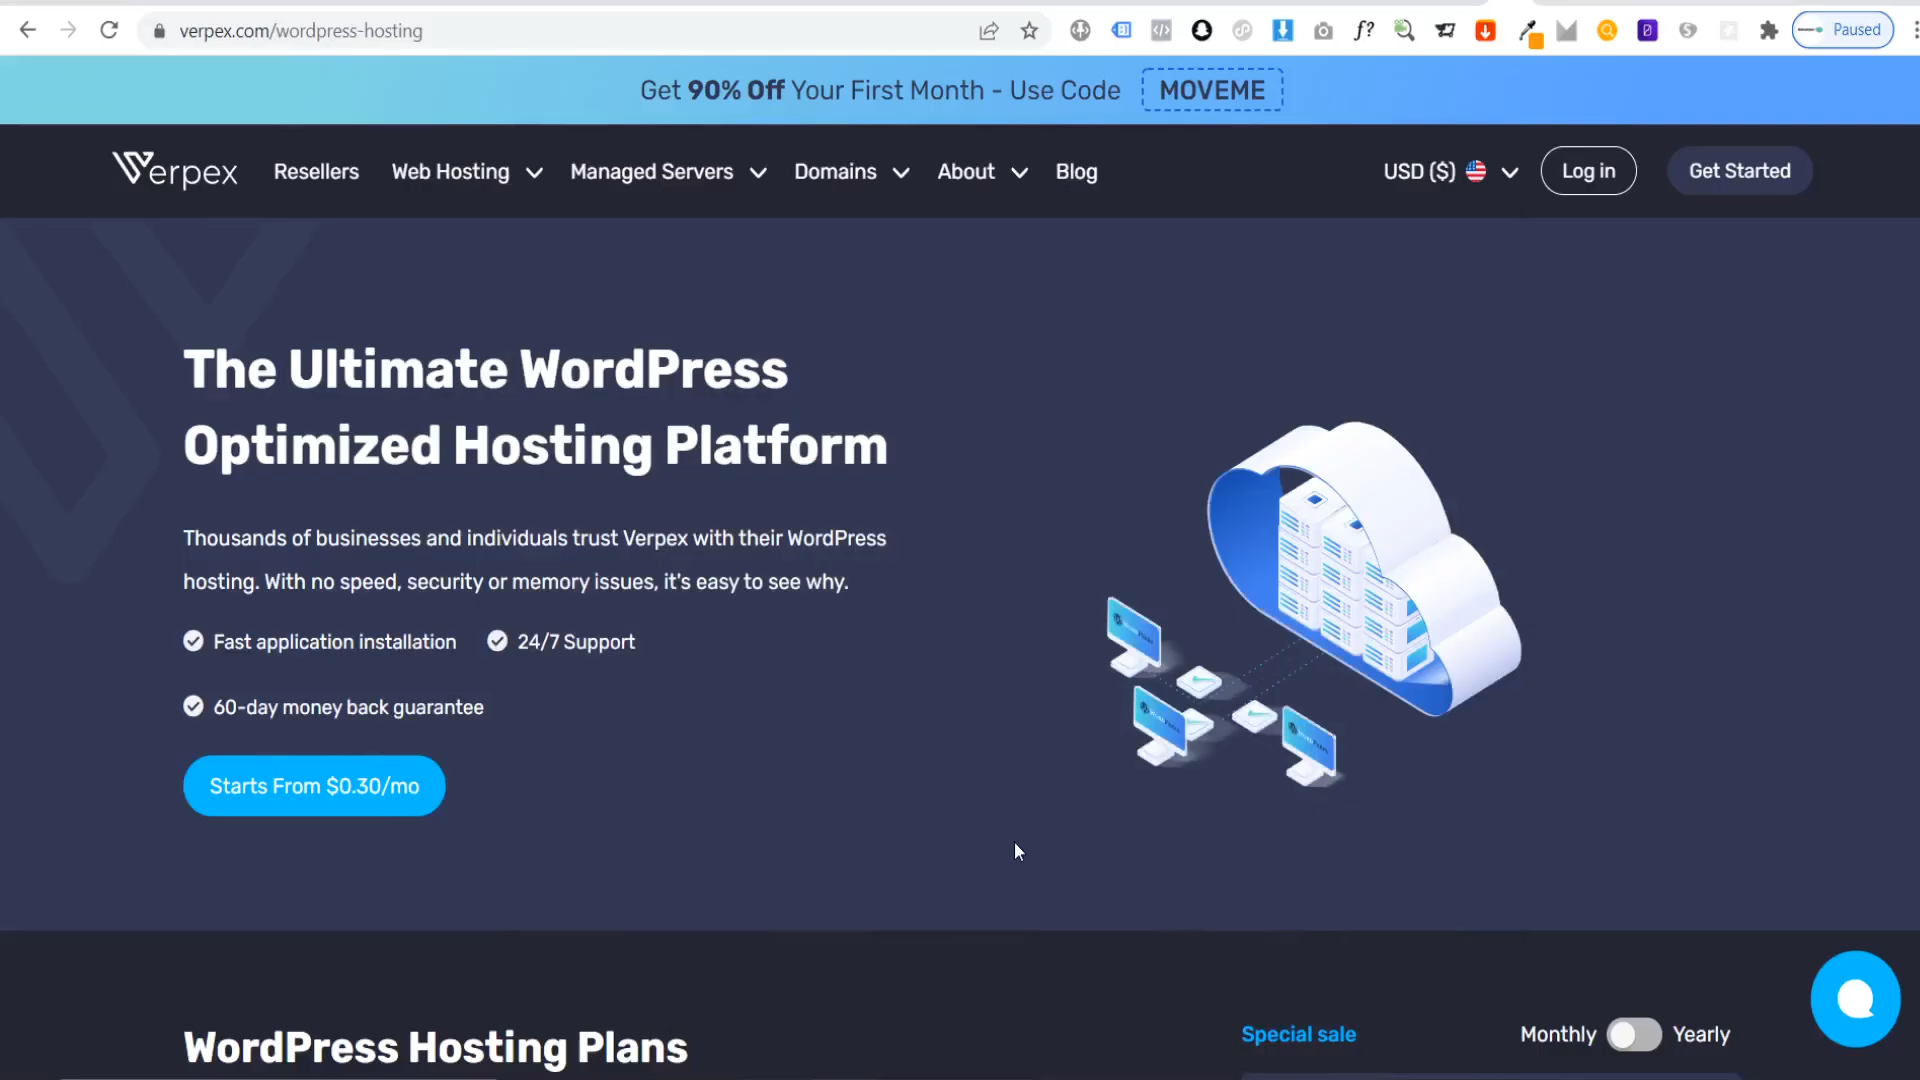 verpex.com/wordpress-hosting
Paused
Get 90% Off Your First Month - Use Code MOVEME
Verpex Resellers Web Hosting Managed Servers Domains About Blog USD ($) Log in Get Started
The Ultimate WordPress
Optimized Hosting Platform
Thousands of businesses and individuals trust Verpex with their WordPress
hosting. With no speed, security or memory issues, it's easy to see why.
Fast application installation 24/7 Support
60-day money back guarantee
Starts From $0.30/mo
WordPress Hosting Plans
Special sale
Monthly Yearly